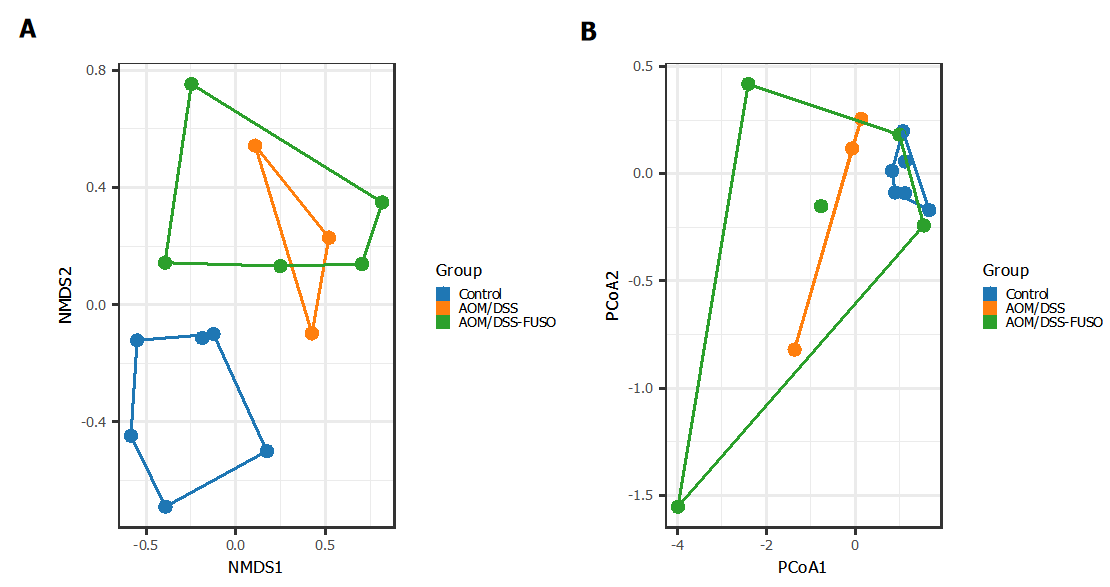 A
0.8
0.4
0.0
-0.4
NMDS2
-0.5
0.0
0.5
NMDS1
Group
Control
AOM/DSS
AOM/DSS-FUSO
B
0.5
0.0
-0.5
-1.0
-1.5
PCoA2
-4
-2
0
PCoA1
Group
Control
AOM/DSS
AOM/DSS-FUSO